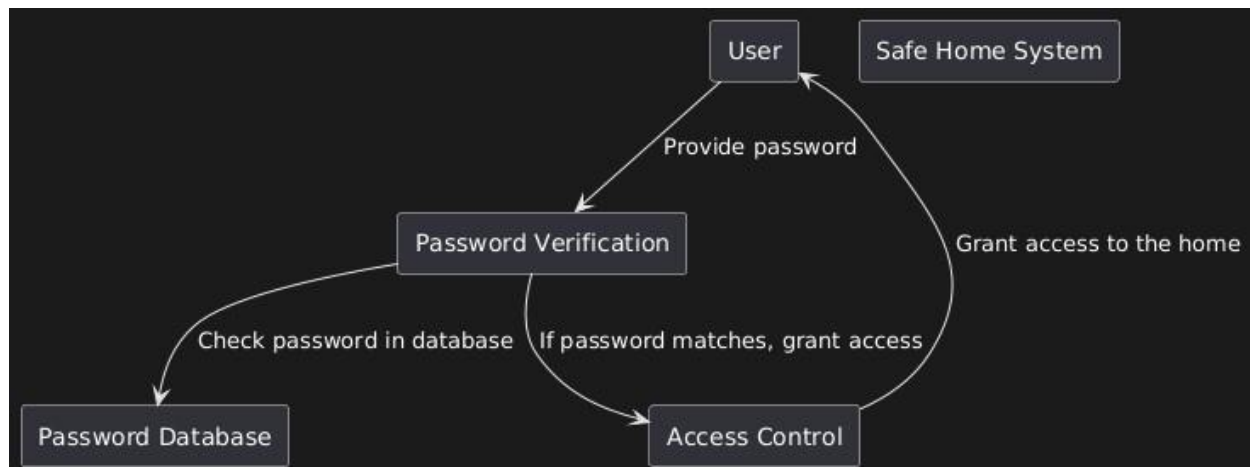 User
Safe Home System
Provide password
Password Verification
Grant access to the home
Check password in database
If password matches, grant access
Password Database
Access Control